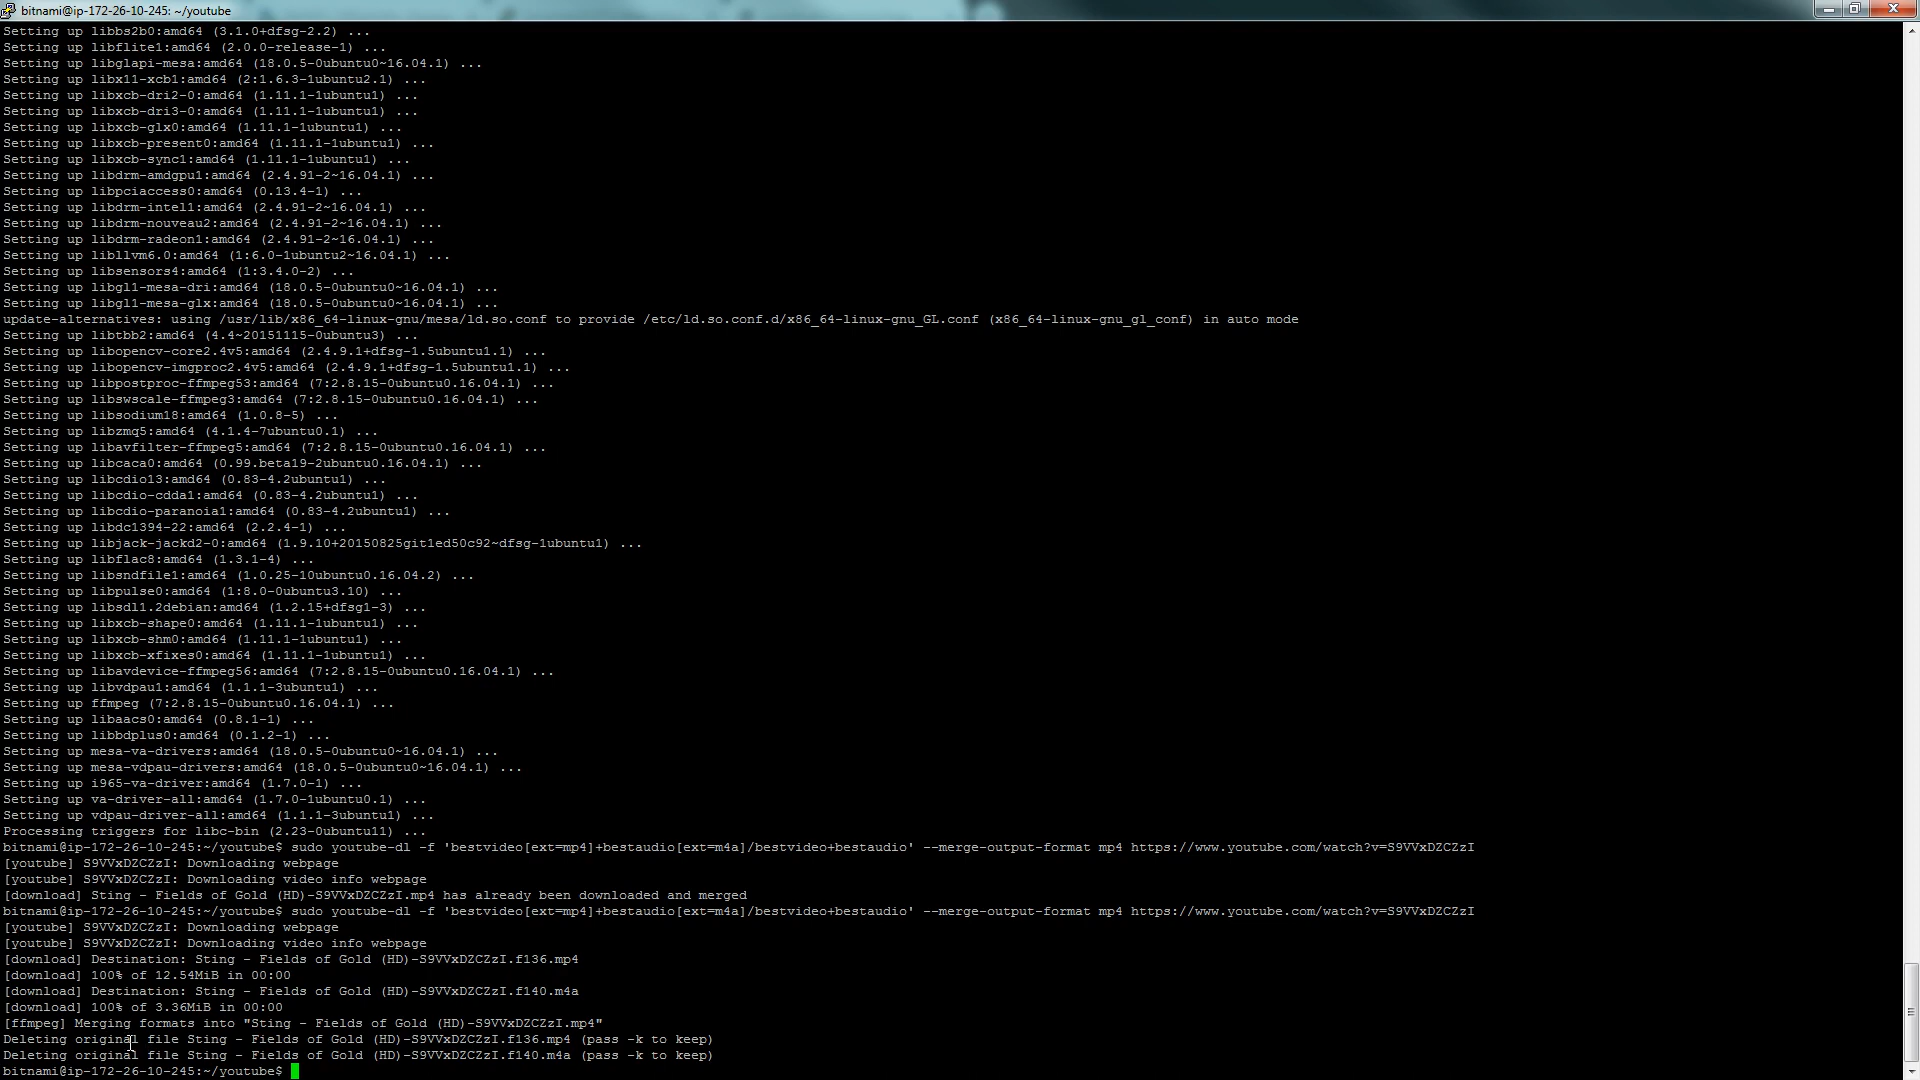 bitnami@ip-172-26-10-245: ~/youtube
Setting up libbs2b0:amd64 (3.1.0+dfsg-2.2) ...
Setting up libflite1:amd64 (2.0.0-release-1) ...
Setting up libglapi-mesa:amd64 (18.0.5-0ubuntu0~16.04.1) ...
Setting up libx11-xcb1:amd64 (2:1.6.3-1ubuntu2.1) ...
Setting up libxcb-dri2-0:amd64 (1.11.1-1ubuntu1) ...
Setting up libxcb-dri3-0:amd64 (1.11.1-1ubuntu1) ...
Setting up libxcb-glx0:amd64 (1.11.1-1ubuntu1) ...
Setting up libxcb-present0:amd64 (1.11.1-1ubuntu1) ...
Setting up libxcb-sync1:amd64 (1.11.1-1ubuntu1) ...
Setting up libdrm-amdgpu1:amd64 (2.4.91-2~16.04.1) ...
Setting up libpciaccess0:amd64 (0.13.4-1) ...
Setting up libdrm-intel1:amd64 (2.4.91-2~16.04.1) ...
Setting up libdrm-nouveau2:amd64 (2.4.91-2~16.04.1) ...
Setting up libdrm-radeon1:amd64 (2.4.91-2~16.04.1) ...
Setting up libllvm6.0:amd64 (1:6.0-1ubuntu2~16.04.1) ...
Setting up libsensors4:amd64 (1:3.4.0-2) ...
Setting up libgl1-mesa-dri:amd64 (18.0.5-0ubuntu0~16.04.1) ...
Setting up libgl1-mesa-glx:amd64 (18.0.5-0ubuntu0~16.04.1) ...
update-alternatives: using /usr/lib/x86_64-linux-gnu/mesa/ld.so.conf to provide /etc/ld.so.conf.d/x86_64-linux-gnu_GL.conf (x86_64-linux-gnu_gl_conf) in auto mode
Setting up libtbb2:amd64 (4.4~20151115-0ubuntu3) ...
Setting up libopencv-core2.4v5:amd64 (2.4.9.1+dfsg-1.5ubuntu1.1) ...
Setting up libopencv-imgproc2.4v5:amd64 (2.4.9.1+dfsg-1.5ubuntu1.1) ...
Setting up libpostproc-ffmpeg53:amd64 (7:2.8.15-0ubuntu0.16.04.1) ...
Setting up libswscale-ffmpeg3:amd64 (7:2.8.15-0ubuntu0.16.04.1) ...
Setting up libsodium18:amd64 (1.0.8-5) ...
Setting up libzmq5:amd64 (4.1.4-7ubuntu0.1) ...
Setting up libavfilter-ffmpeg5:amd64 (7:2.8.15-0ubuntu0.16.04.1) ...
Setting up libcaca0:amd64 (0.99.beta19-2ubuntu0.16.04.1) ...
Setting up libcdio13:amd64 (0.83-4.2ubuntu1) ...
Setting up libcdio-cdda1:amd64 (0.83-4.2ubuntu1) ...
Setting up libcdio-paranoia1:amd64 (0.83-4.2ubuntu1) ...
Setting up libdc1394-22:amd64 (2.2.4-1) ...
Setting up libjack-jackd2-0:amd64 (1.9.10+20150825git1ed50c92~dfsg-1ubuntu1) ...
Setting up libflac8:amd64 (1.3.1-4) ...
Setting up libsndfile1:amd64 (1.0.25-10ubuntu0.16.04.2) ...
Setting up libpulse0:amd64 (1:8.0-0ubuntu3.10) ...
Setting up libsdl1.2debian:amd64 (1.2.15+dfsg1-3) ...
Setting up libxcb-shape0:amd64 (1.11.1-1ubuntu1) ...
Setting up libxcb-shm0:amd64 (1.11.1-1ubuntu1) ...
Setting up libxcb-xfixes0:amd64 (1.11.1-1ubuntu1) ...
Setting up libavdevice-ffmpeg56:amd64 (7:2.8.15-0ubuntu0.16.04.1) ...
Setting up libvdpau1:amd64 (1.1.1-3ubuntu1) ...
Setting up ffmpeg (7:2.8.15-0ubuntu0.16.04.1) ...
Setting up libaacs0:amd64 (0.8.1-1) ...
Setting up libbdplus0:amd64 (0.1.2-1) ...
Setting up mesa-va-drivers:amd64 (18.0.5-0ubuntu0~16.04.1) ...
Setting up mesa-vdpau-drivers:amd64 (18.0.5-0ubuntu0~16.04.1) ...
Setting up i965-va-driver:amd64 (1.7.0-1) ...
Setting up va-driver-all:amd64 (1.7.0-1ubuntu0.1) ...
Setting up vdpau-driver-all:amd64 (1.1.1-3ubuntu1) ...
Processing triggers for libc-bin (2.23-0ubuntu11) ...
bitnami@ip-172-26-10-245:~/youtube$ sudo youtube-dl -f 'bestvideo[ext=mp4]+bestaudio[ext=m4a]/bestvideo+bestaudio' --merge-output-format mp4 https://www.youtube.com/watch?v=S9VVxDZCZzI
[youtube] S9VVxDZCZzI: Downloading webpage
[youtube] S9VVxDZCZzI: Downloading video info webpage
[download] Sting - Fields of Gold (HD)-S9VVxDZCZzI.mp4 has already been downloaded and merged
bitnami@ip-172-26-10-245:~/youtube$ sudo youtube-dl -f 'bestvideo[ext=mp4]+bestaudio[ext=m4a]/bestvideo+bestaudio' --merge-output-format mp4 https://www.youtube.com/watch?v=S9VVxDZCZzI
[youtube] S9VVxDZCZzI: Downloading webpage
[youtube] S9VVxDZCZzI: Downloading video info webpage
[download] Destination: Sting - Fields of Gold (HD)-S9VVxDZCZzI.f136.mp4
[download] 100% of 12.54MiB in 00:00
[download] Destination: Sting - Fields of Gold (HD)-S9VVxDZCZzI.f140.m4a
[download] 100% of 3.36MiB in 00:00
[ffmpeg] Merging formats into "Sting - Fields of Gold (HD)-S9VVxDZCZzI.mp4"
Deleting original file Sting - Fields of Gold (HD)-S9VVxDZCZzI.f136.mp4 (pass -k to keep)
Deleting original file Sting - Fields of Gold (HD)-S9VVxDZCZzI.f140.m4a (pass -k to keep)
bitnami@ip-172-26-10-245:~/youtube$